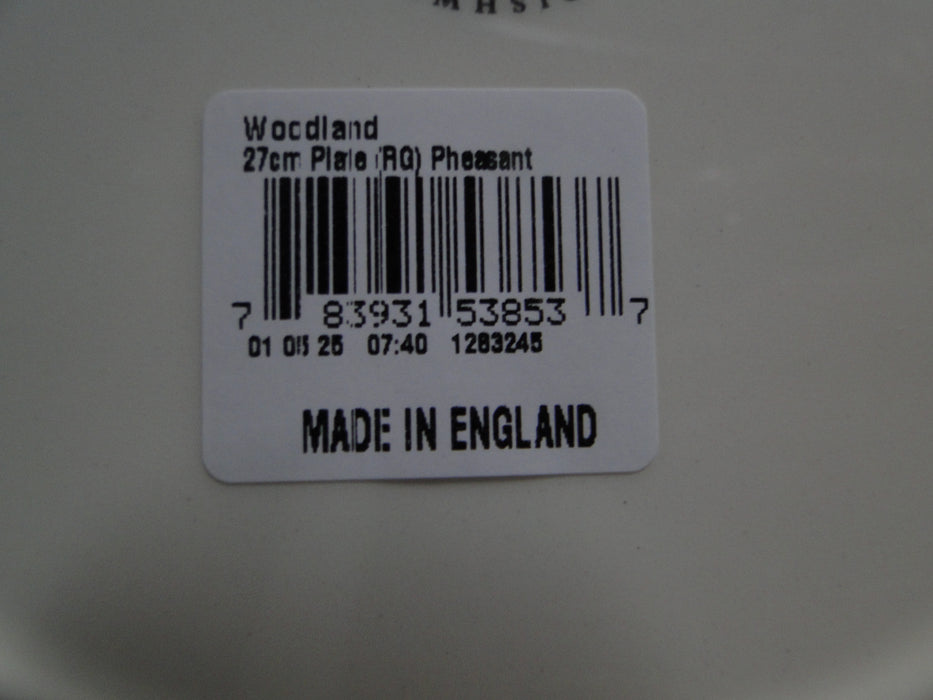 Woodland
27cm Plate (RG) Pheasant
7 83931 53853 7
01 05 25 07:40 1283245
MADE IN ENGLAND